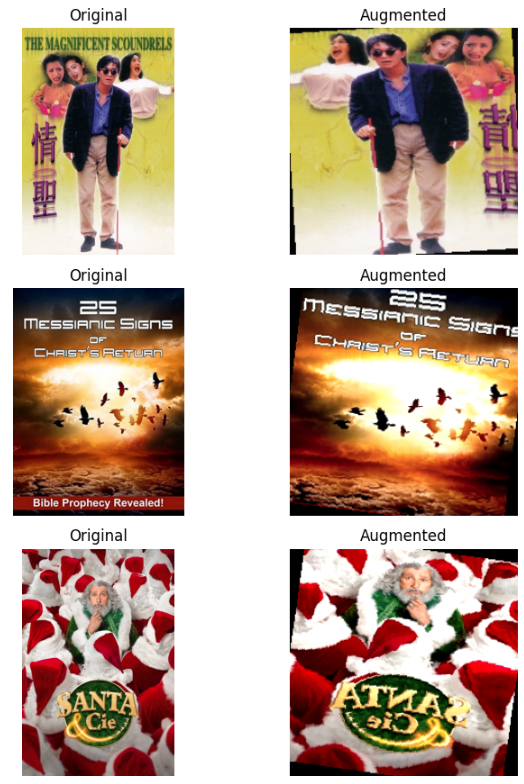 Original
Augmented
THE MAGNIFICENT SCOUNDRELS
情聖
情聖
Original
Augmented
25
MESSIANIC SIGNS
OF
CHRIST'S RETURN
Bible Prophecy Revealed!
25
MESSIANIC SIGNS
OF
CHRIST'S RETURN
Original
Augmented
SANTA
& Cie
SANTA
& Cie